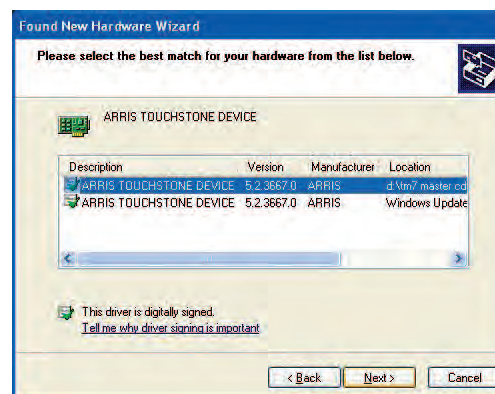 Found New Hardware Wizard
Please select the best match for your hardware from the list below.
ARRIS TOUCHSTONE DEVICE
Description Version Manufacturer Location
ARRIS TOUCHSTONE DEVICE 5.2.3667.0 ARRIS d:\tm7 master cd
ARRIS TOUCHSTONE DEVICE 5.2.3667.0 ARRIS Windows Update
This driver is digitally signed.
Tell me why driver signing is important
< Back Next > Cancel